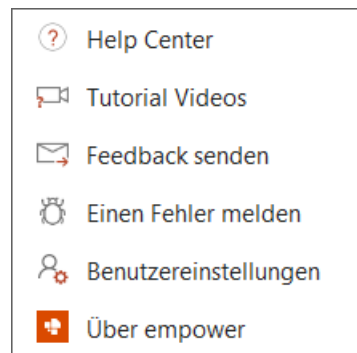 Help Center
Tutorial Videos
Feedback senden
Einen Fehler melden
Benutzereinstellungen
Über empower